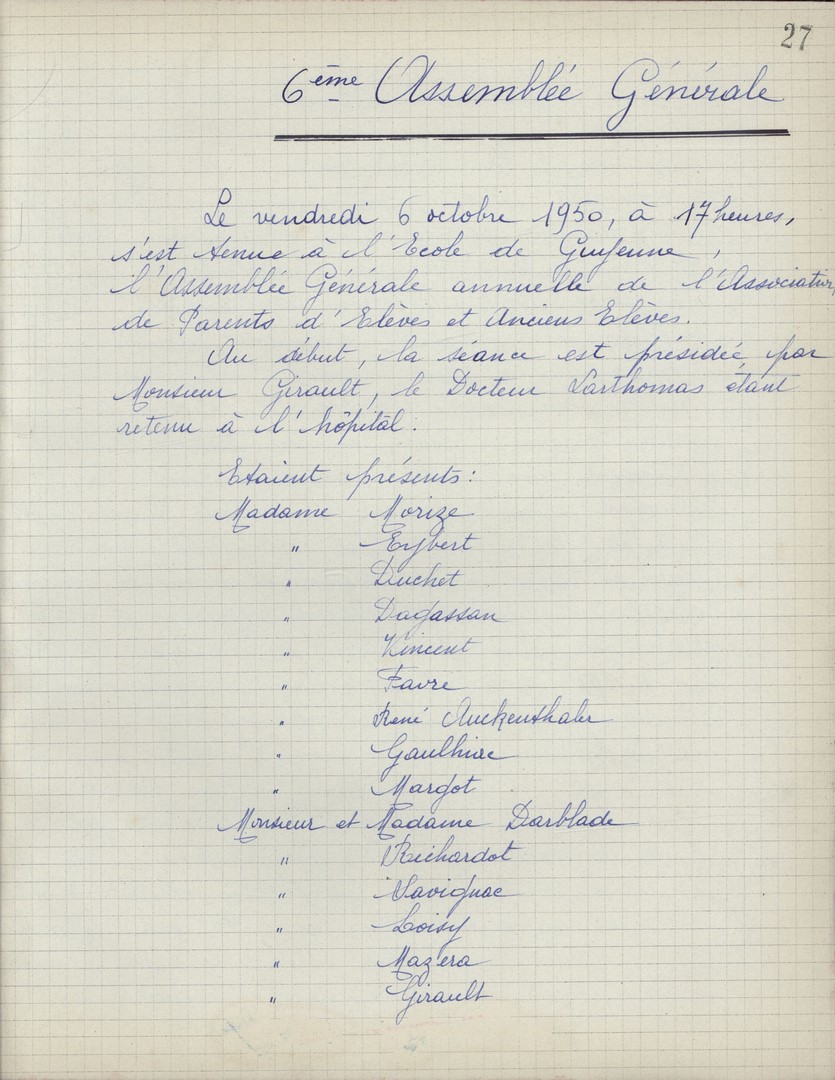 27
6ème Assemblée Générale
Le vendredi 6 octobre 1950, à 17 heures,
s'est tenue à l'Ecole de Guyenne,
l'Assemblée Générale annuelle de l'Association
de Parents d'Elèves et Anciens Elèves.
Au début, la séance est présidée par
Monsieur Girault, le Docteur Larthomas étant
retenu à l'hôpital.
Etaient présents:
Madame Morize
" Eybert
" Duchet
" Dagassan
" Vincent
" Favre
" René Auckenthaler
" Gaulhiac
" Margot
Monsieur et Madame Darblade
" Richardot
" Savignac
" Loisy
" Mazéra
" Girault